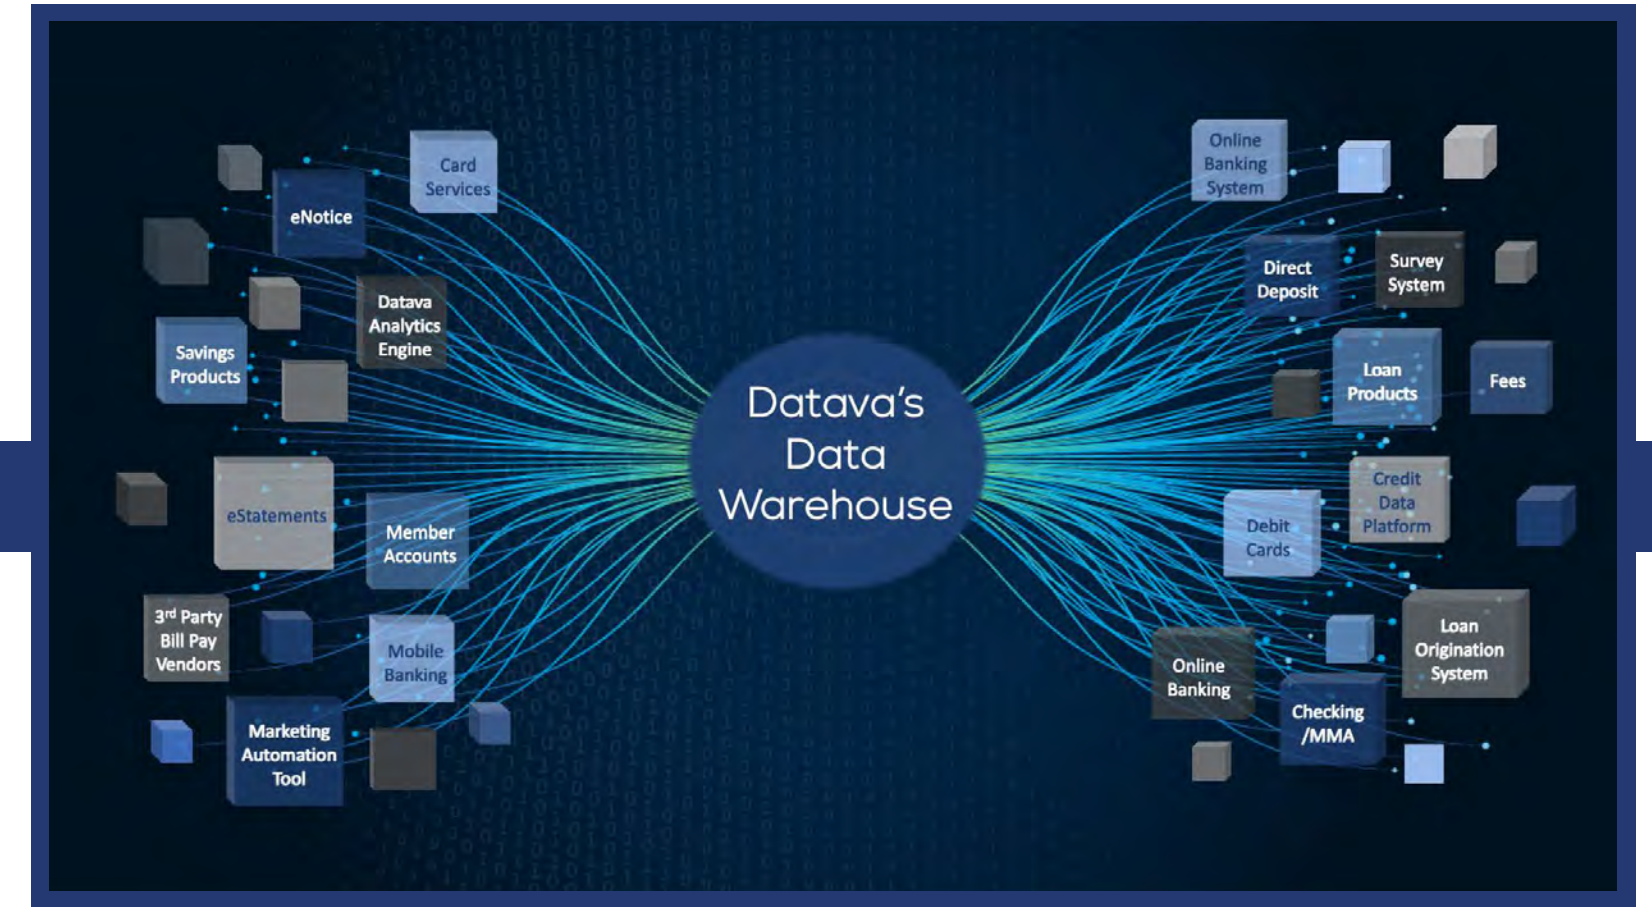 Card
Services
eNotice
Datava
Analytics
Engine
Savings
Products
eStatements
Member
Accounts
3rd Party
Bill Pay
Vendors
Mobile
Banking
Marketing
Automation
Tool
Datava's
Data
Warehouse
Online
Banking
System
Direct
Deposit
Survey
System
Loan
Products
Fees
Credit
Data
Platform
Debit
Cards
Loan
Origination
System
Online
Banking
Checking
/MMA